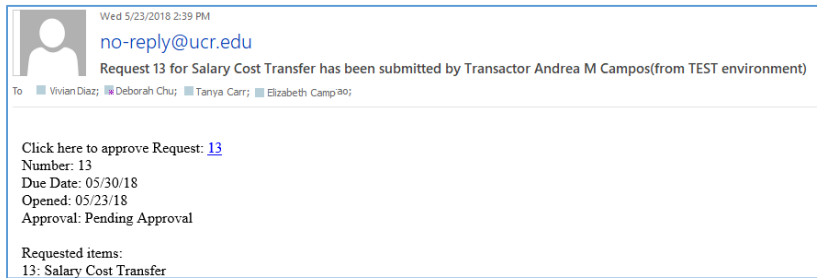 Wed 5/23/2018 2:39 PM
no-reply@ucr.edu
Request 13 for Salary Cost Transfer has been submitted by Transactor Andrea M Campos(from TEST environment)
To Vivian Diaz; Deborah Chu; Tanya Carr; Elizabeth Campao;
Click here to approve Request: 13
Number: 13
Due Date: 05/30/18
Opened: 05/23/18
Approval: Pending Approval
Requested items:
13: Salary Cost Transfer